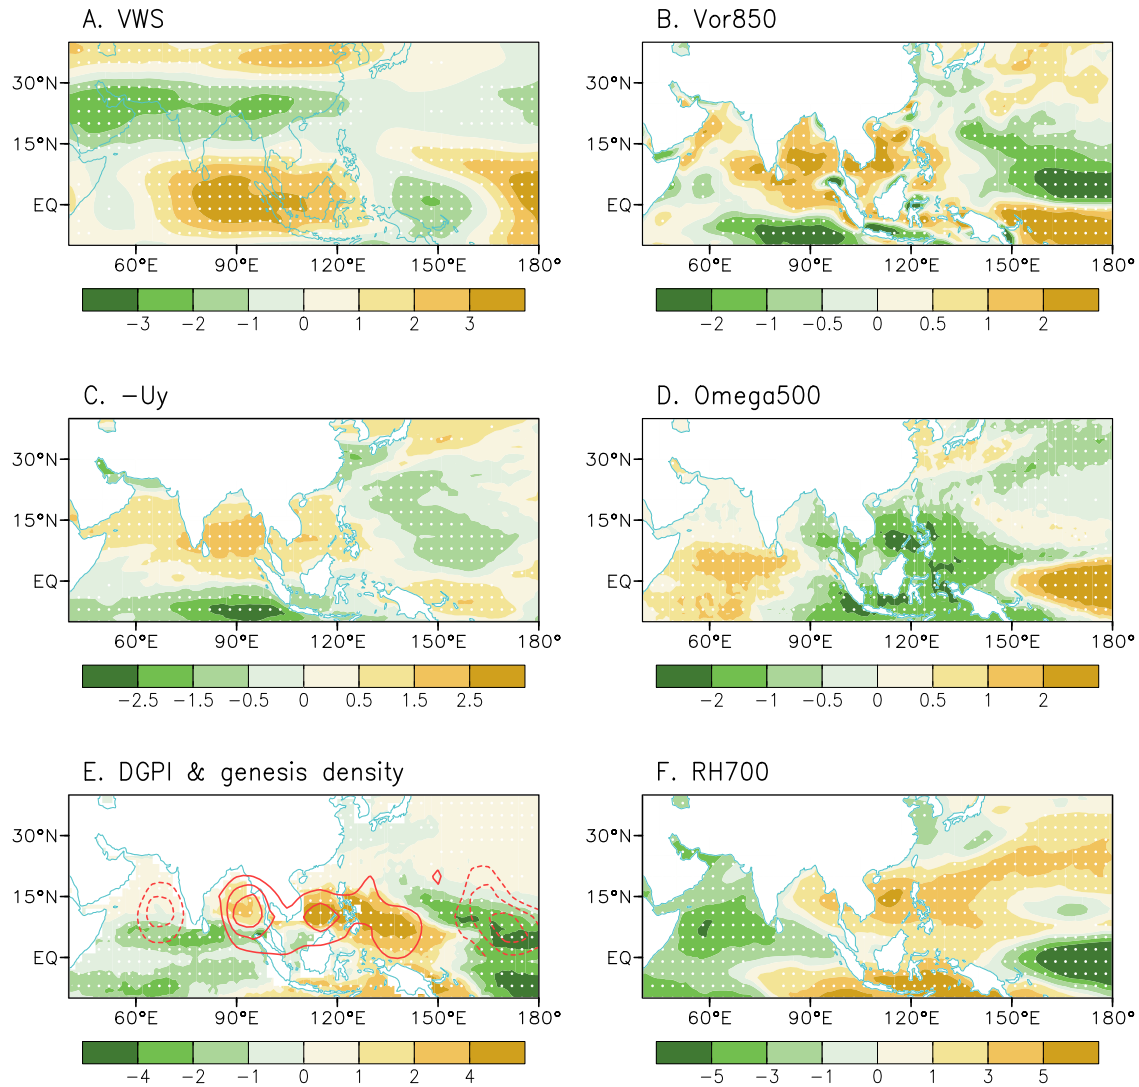 A. VWS
B. Vor850
30°N
15°N
EQ
60°E 90°E 120°E 150°E 180°
−3 −2 −1 0 1 2 3
30°N
15°N
EQ
60°E 90°E 120°E 150°E 180°
−2 −1 −0.5 0 0.5 1 2
C. −Uy
D. Omega500
30°N
15°N
EQ
60°E 90°E 120°E 150°E 180°
−2.5 −1.5 −0.5 0 0.5 1.5 2.5
30°N
15°N
EQ
60°E 90°E 120°E 150°E 180°
−2 −1 −0.5 0 0.5 1 2
E. DGPI & genesis density
F. RH700
30°N
15°N
EQ
60°E 90°E 120°E 150°E 180°
−4 −2 −1 0 1 2 4
30°N
15°N
EQ
60°E 90°E 120°E 150°E 180°
−5 −3 −1 0 1 3 5